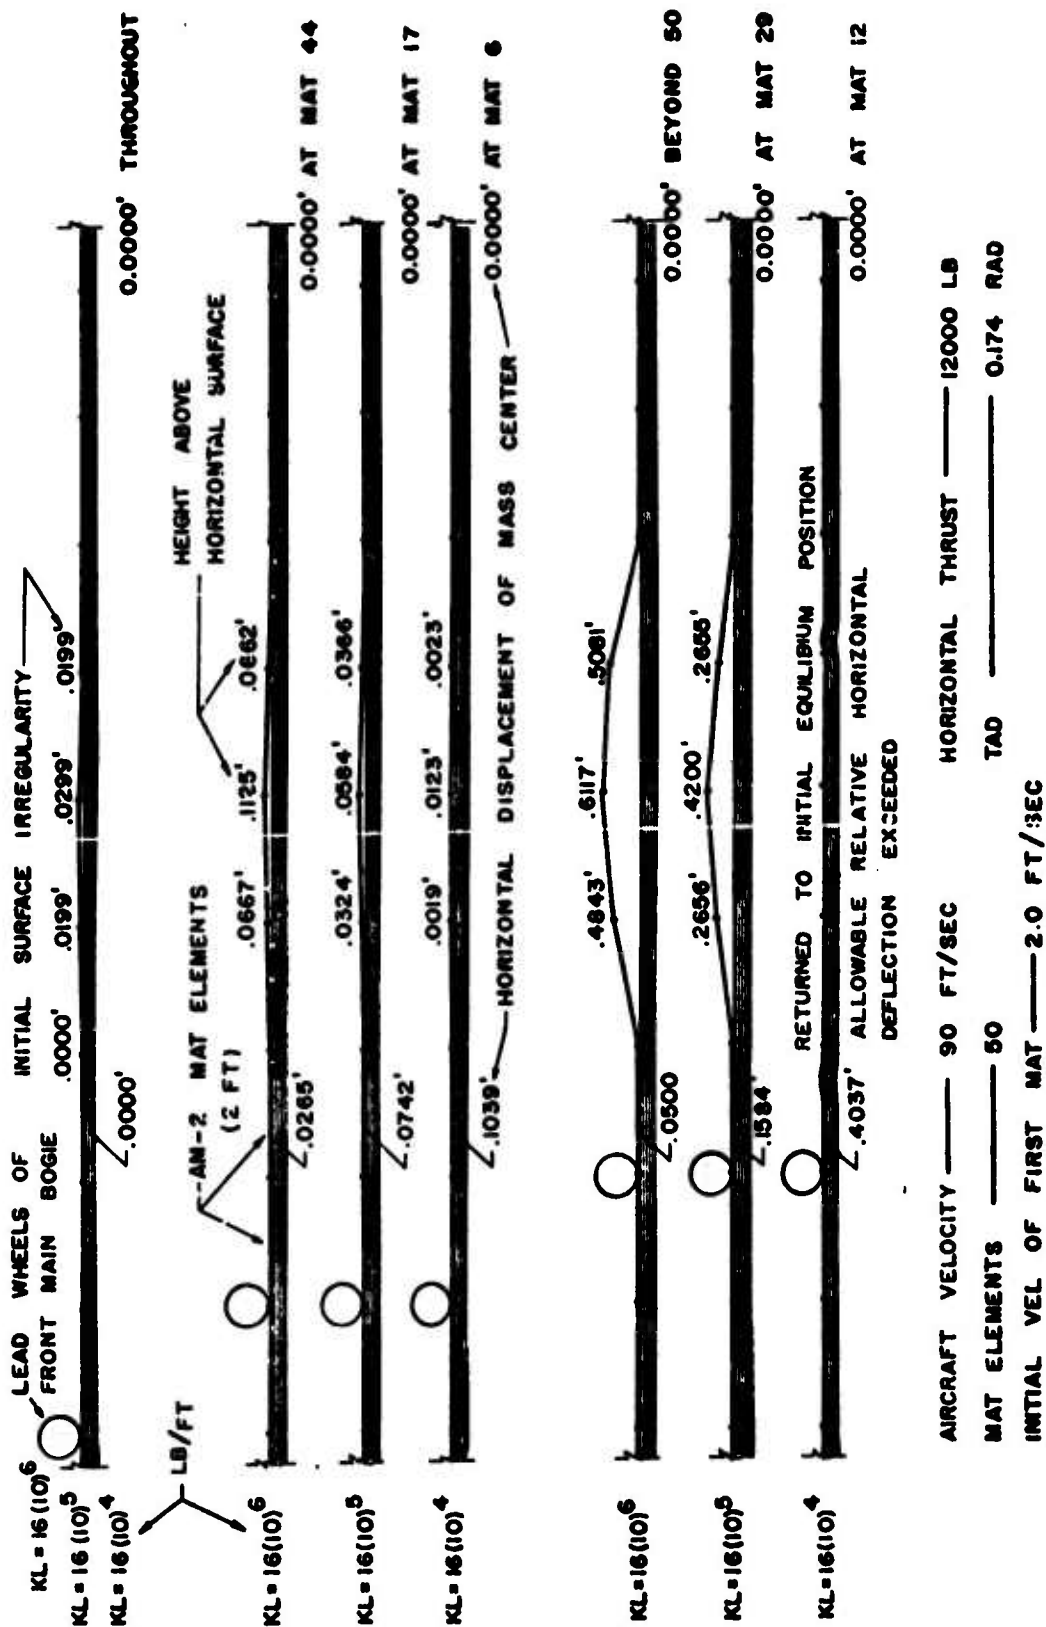 KL = 16(10)⁶
KL = 16(10)⁵
KL = 16(10)⁴
LEAD WHEELS OF
FRONT MAIN BOGIE
INITIAL SURFACE IRREGULARITY
.0000' .0199' .0299' .0199'
.0000'
0.0000' THROUGHOUT
LB/FT
AM-2 MAT ELEMENTS
(2 FT)
HEIGHT ABOVE
HORIZONTAL SURFACE
KL = 16(10)⁶
.0667' .1125' .0662'
.0265'
0.0000' AT MAT 44
KL = 16(10)⁵
.0324' .0584' .0366'
.0742'
0.0000' AT MAT 17
KL = 16(10)⁴
.0019' .0123' .0023'
.1039'
0.0000' AT MAT 6
HORIZONTAL DISPLACEMENT OF MASS CENTER
KL = 16(10)⁶
.4843' .6117' .5081'
.0500
0.0000' BEYOND 50
KL = 16(10)⁵
.2656' .4200' .2655'
.1584'
0.0000' AT MAT 29
RETURNED TO INITIAL EQUILIBIUM POSITION
KL = 16(10)⁴
.4037'
0.0000' AT MAT 12
ALLOWABLE RELATIVE HORIZONTAL
DEFLECTION EXCEEDED
AIRCRAFT VELOCITY 90 FT/SEC HORIZONTAL THRUST 12000 LB
MAT ELEMENTS 50 TAD 0.174 RAD
INITIAL VEL OF FIRST MAT 2.0 FT/SEC